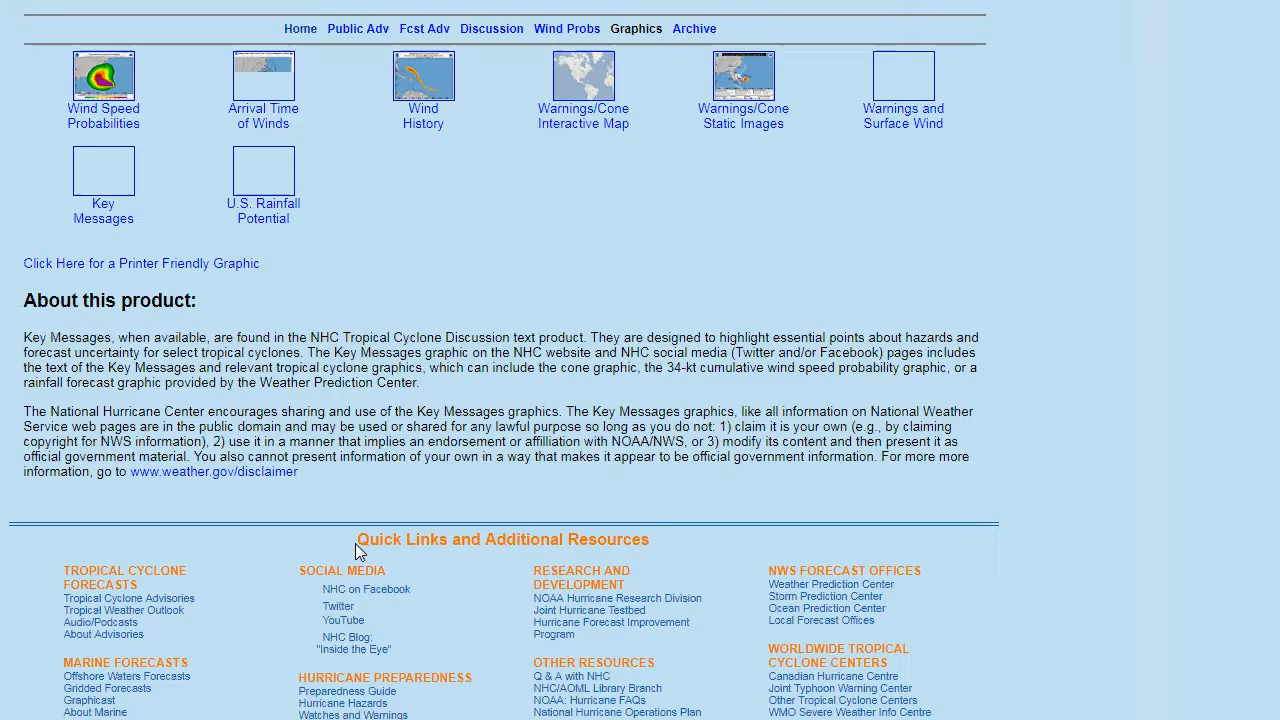 Home Public Adv Fcst Adv Discussion Wind Probs Graphics Archive
Wind Speed Probabilities
Arrival Time of Winds
Wind History
Warnings/Cone Interactive Map
Warnings/Cone Static Images
Warnings and Surface Wind
Key Messages
U.S. Rainfall Potential
Click Here for a Printer Friendly Graphic
About this product:
Key Messages, when available, are found in the NHC Tropical Cyclone Discussion text product. They are designed to highlight essential points about hazards and
forecast uncertainty for select tropical cyclones. The Key Messages graphic on the NHC website and NHC social media (Twitter and/or Facebook) pages includes
the text of the Key Messages and relevant tropical cyclone graphics, which can include the cone graphic, the 34-kt cumulative wind speed probability graphic, or a
rainfall forecast graphic provided by the Weather Prediction Center.
The National Hurricane Center encourages sharing and use of the Key Messages graphics. The Key Messages graphics, like all information on National Weather
Service web pages are in the public domain and may be used or shared for any lawful purpose so long as you do not: 1) claim it is your own (e.g., by claiming
copyright for NWS information), 2) use it in a manner that implies an endorsement or affilliation with NOAA/NWS, or 3) modify its content and then present it as
official government material. You also cannot present information of your own in a way that makes it appear to be official government information. For more more
information, go to www.weather.gov/disclaimer
Quick Links and Additional Resources
TROPICAL CYCLONE
FORECASTS
Tropical Cyclone Advisories
Tropical Weather Outlook
Audio/Podcasts
About Advisories
MARINE FORECASTS
Offshore Waters Forecasts
Gridded Forecasts
Graphicast
About Marine
SOCIAL MEDIA
NHC on Facebook
Twitter
YouTube
NHC Blog:
"Inside the Eye"
HURRICANE PREPAREDNESS
Preparedness Guide
Hurricane Hazards
Watches and Warnings
RESEARCH AND
DEVELOPMENT
NOAA Hurricane Research Division
Joint Hurricane Testbed
Hurricane Forecast Improvement
Program
OTHER RESOURCES
Q & A with NHC
NHC/AOML Library Branch
NOAA: Hurricane FAQs
National Hurricane Operations Plan
NWS FORECAST OFFICES
Weather Prediction Center
Storm Prediction Center
Ocean Prediction Center
Local Forecast Offices
WORLDWIDE TROPICAL
CYCLONE CENTERS
Canadian Hurricane Centre
Joint Typhoon Warning Center
Other Tropical Cyclone Centers
WMO Severe Weather Info Centre